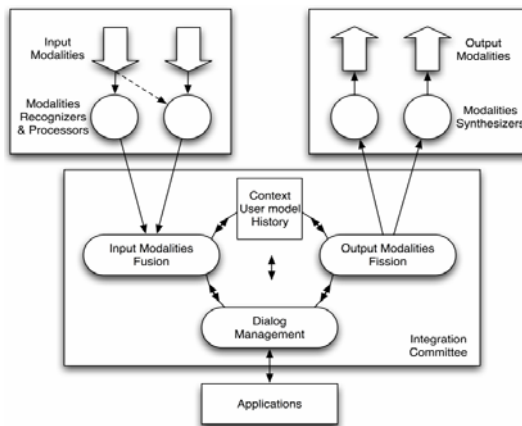 Input
Modalities
Modalities
Recognizers
& Processors
Output
Modalities
Modalities
Synthesizers
Context
User model
History
Input Modalities
Fusion
Output Modalities
Fission
Dialog
Management
Integration
Committee
Applications